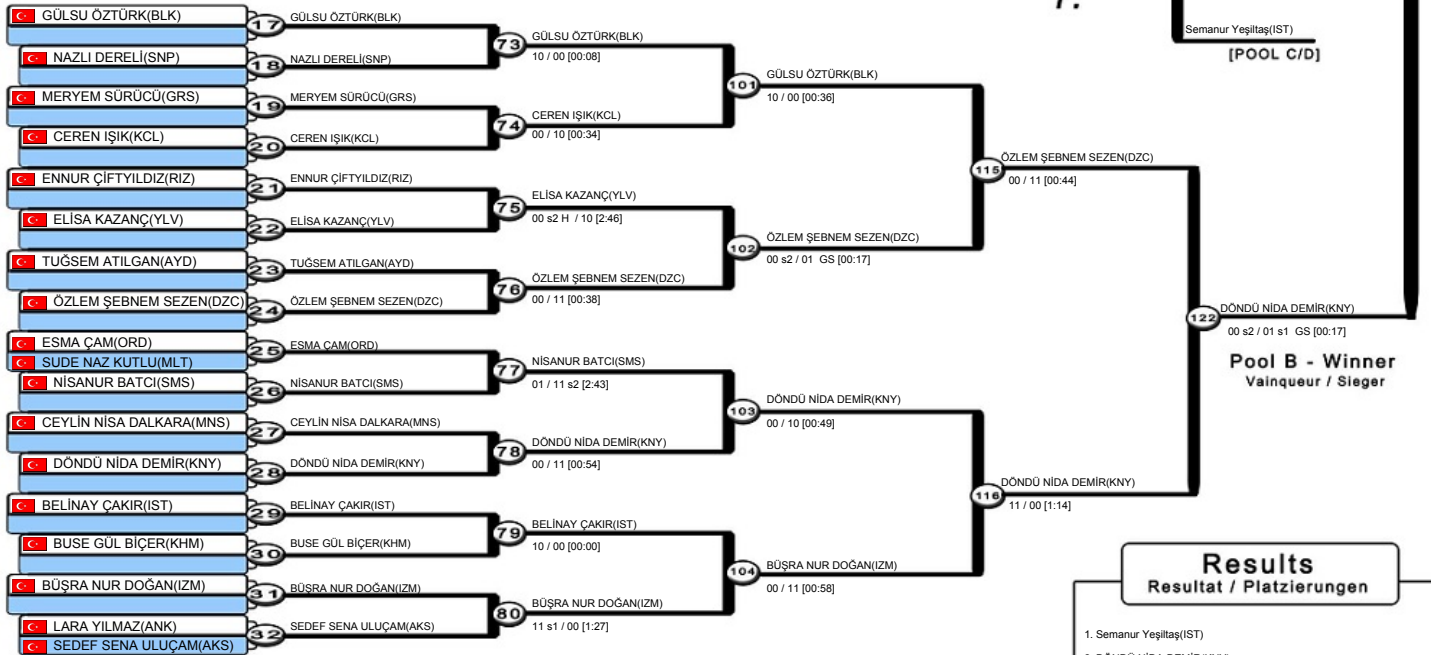 GÜLSU ÖZTÜRK(BLK)
NAZLI DERELİ(SNP)
MERYEM SÜRÜCÜ(GRS)
CEREN IŞIK(KCL)
ENNUR ÇİFTYILDIZ(RIZ)
ELİSA KAZANÇ(YLV)
TUĞSEM ATILGAN(AYD)
ÖZLEM ŞEBNEM SEZEN(DZC)
ESMA ÇAM(ORD)
SUDE NAZ KUTLU(MLT)
NİSANUR BATCI(SMS)
CEYLİN NİSA DALKARA(MNS)
DÖNDÜ NİDA DEMİR(KNY)
BELİNAY ÇAKIR(IST)
BUSE GÜL BİÇER(KHM)
BÜŞRA NUR DOĞAN(IZM)
LARA YILMAZ(ANK)
SEDEF SENA ULUÇAM(AKS)
17 GÜLSU ÖZTÜRK(BLK)
18 NAZLI DERELİ(SNP)
19 MERYEM SÜRÜCÜ(GRS)
20 CEREN IŞIK(KCL)
21 ENNUR ÇİFTYILDIZ(RIZ)
22 ELİSA KAZANÇ(YLV)
23 TUĞSEM ATILGAN(AYD)
24 ÖZLEM ŞEBNEM SEZEN(DZC)
25 ESMA ÇAM(ORD)
26 NİSANUR BATCI(SMS)
27 CEYLİN NİSA DALKARA(MNS)
28 DÖNDÜ NİDA DEMİR(KNY)
29 BELİNAY ÇAKIR(IST)
30 BUSE GÜL BİÇER(KHM)
31 BÜŞRA NUR DOĞAN(IZM)
32 SEDEF SENA ULUÇAM(AKS)
73 GÜLSU ÖZTÜRK(BLK)
10 / 00 [00:08]
74 CEREN IŞIK(KCL)
00 / 10 [00:34]
75 ELİSA KAZANÇ(YLV)
00 s2 H / 10 [2:46]
76 ÖZLEM ŞEBNEM SEZEN(DZC)
00 / 11 [00:38]
77 NİSANUR BATCI(SMS)
01 / 11 s2 [2:43]
78 DÖNDÜ NİDA DEMİR(KNY)
00 / 11 [00:54]
79 BELİNAY ÇAKIR(IST)
10 / 00 [00:00]
80 BÜŞRA NUR DOĞAN(IZM)
11 s1 / 00 [1:27]
101 GÜLSU ÖZTÜRK(BLK)
10 / 00 [00:36]
102 ÖZLEM ŞEBNEM SEZEN(DZC)
00 s2 / 01 GS [00:17]
103 DÖNDÜ NİDA DEMİR(KNY)
00 / 10 [00:49]
104 BÜŞRA NUR DOĞAN(IZM)
00 / 11 [00:58]
115 ÖZLEM ŞEBNEM SEZEN(DZC)
00 / 11 [00:44]
116 DÖNDÜ NİDA DEMİR(KNY)
11 / 00 [1:14]
Semanur Yeşiltaş(IST)
[POOL C/D]
122 DÖNDÜ NİDA DEMİR(KNY)
00 s2 / 01 s1 GS [00:17]
Pool B - Winner
Vainqueur / Sieger
Results
Resultat / Platzierungen
1. Semanur Yeşiltaş(IST)